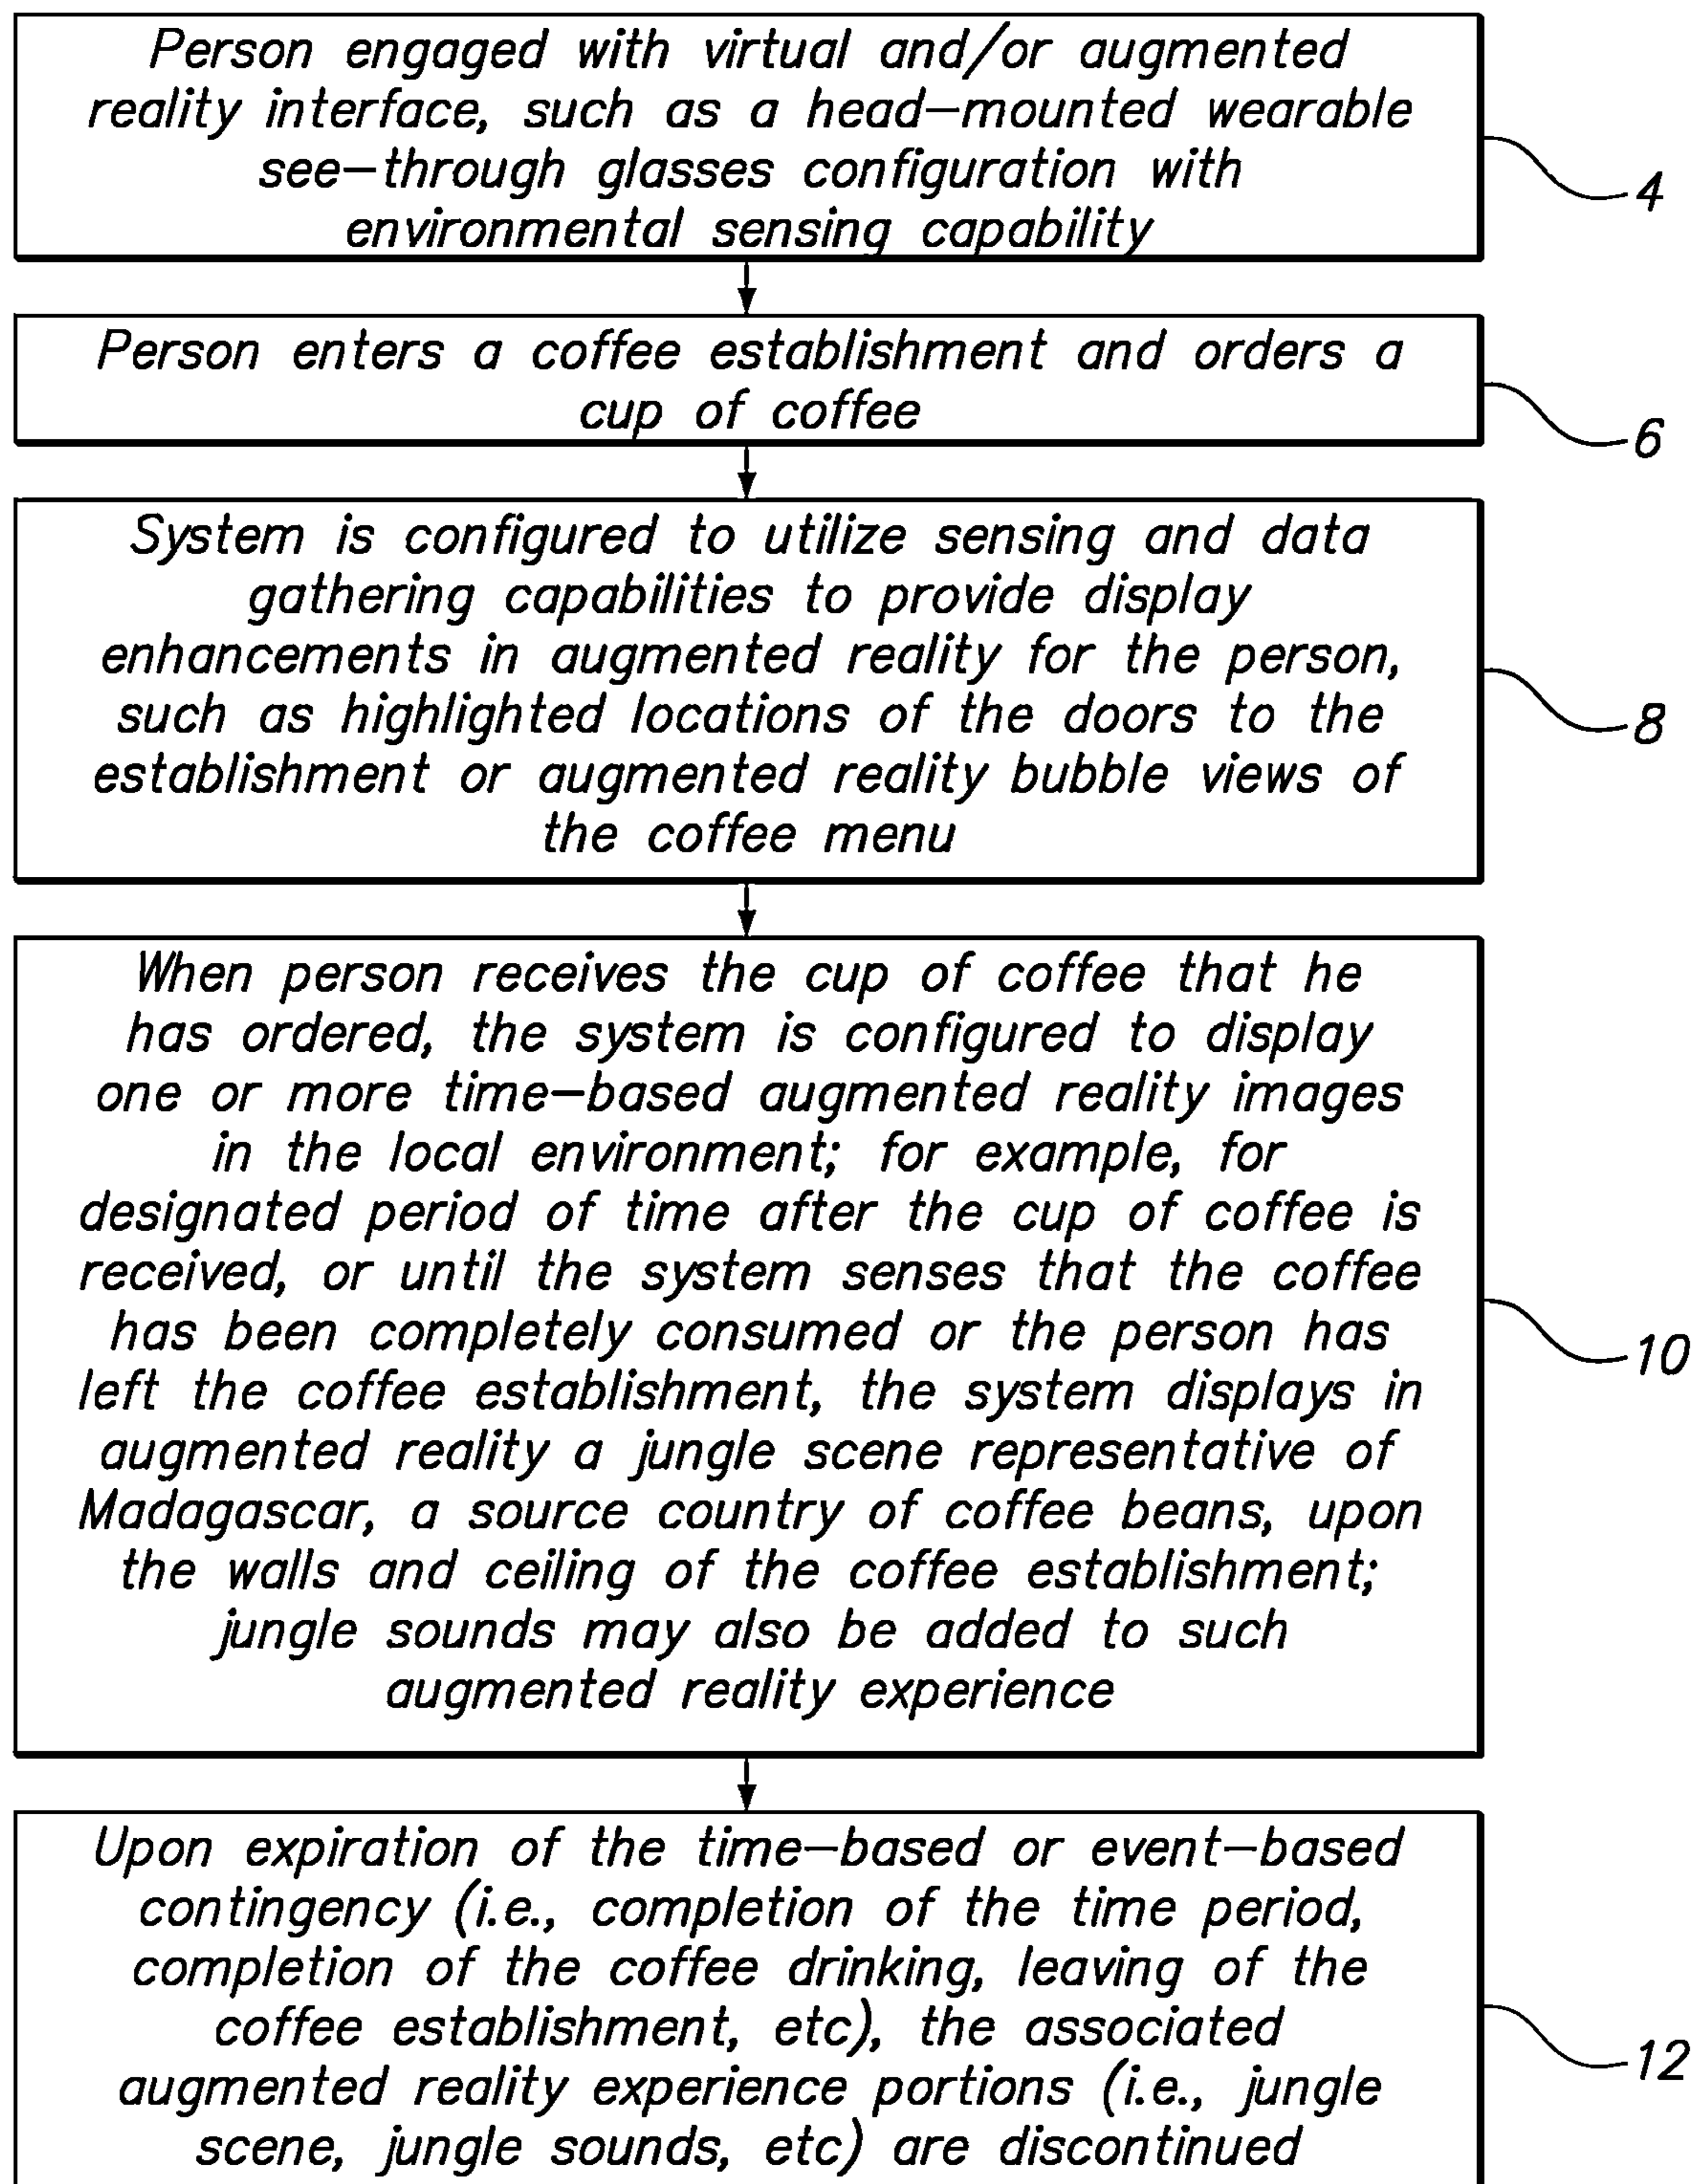 Person engaged with virtual and/or augmented
reality interface, such as a head-mounted wearable
see-through glasses configuration with
environmental sensing capability
4
Person enters a coffee establishment and orders a
cup of coffee
6
System is configured to utilize sensing and data
gathering capabilities to provide display
enhancements in augmented reality for the person,
such as highlighted locations of the doors to the
establishment or augmented reality bubble views of
the coffee menu
8
When person receives the cup of coffee that he
has ordered, the system is configured to display
one or more time-based augmented reality images
in the local environment; for example, for
designated period of time after the cup of coffee is
received, or until the system senses that the coffee
has been completely consumed or the person has
left the coffee establishment, the system displays in
augmented reality a jungle scene representative of
Madagascar, a source country of coffee beans, upon
the walls and ceiling of the coffee establishment;
jungle sounds may also be added to such
augmented reality experience
10
Upon expiration of the time-based or event-based
contingency (i.e., completion of the time period,
completion of the coffee drinking, leaving of the
coffee establishment, etc), the associated
augmented reality experience portions (i.e., jungle
scene, jungle sounds, etc) are discontinued
12